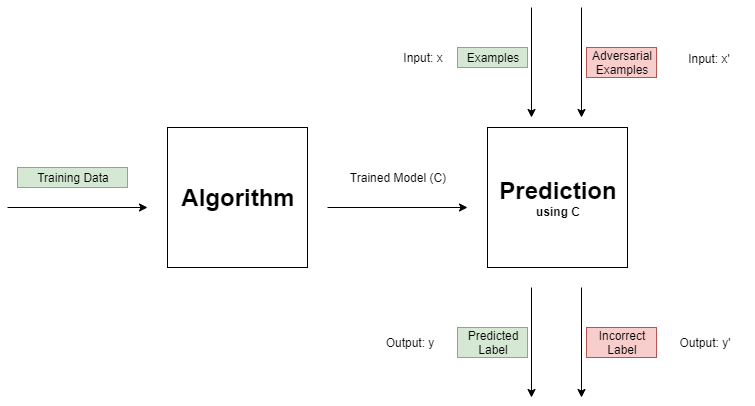 Input: x
Examples
Adversarial
Examples
Input: x'
Training Data
Algorithm
Trained Model (C)
Prediction
using C
Output: y
Predicted
Label
Incorrect
Label
Output: y'